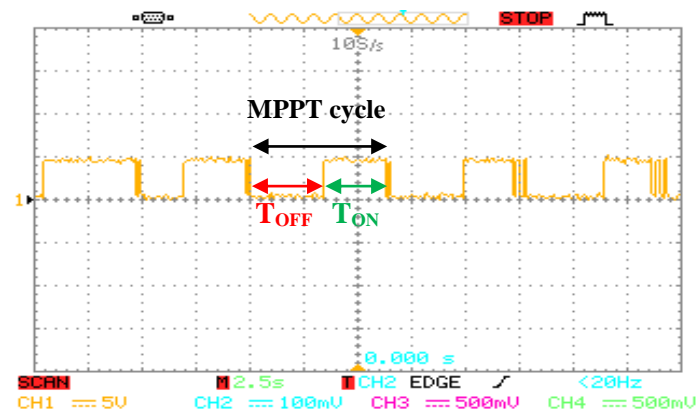 STOP
10S/s
MPPT cycle
1
TOFF TON
0.000 s
SCAN M 2.5s T CH2 EDGE <20Hz
CH1 5V CH2 100mV CH3 500mV CH4 500mV